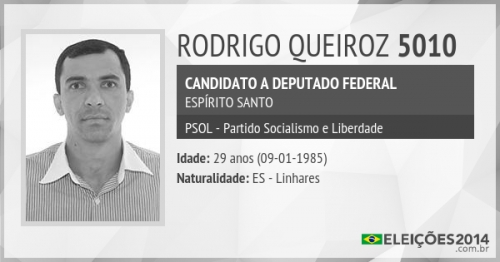 RODRIGO QUEIROZ 5010
CANDIDATO A DEPUTADO FEDERAL
ESPÍRITO SANTO
PSOL - Partido Socialismo e Liberdade
Idade: 29 anos (09-01-1985)
Naturalidade: ES - Linhares
ELEIÇÕES2014
.com.br